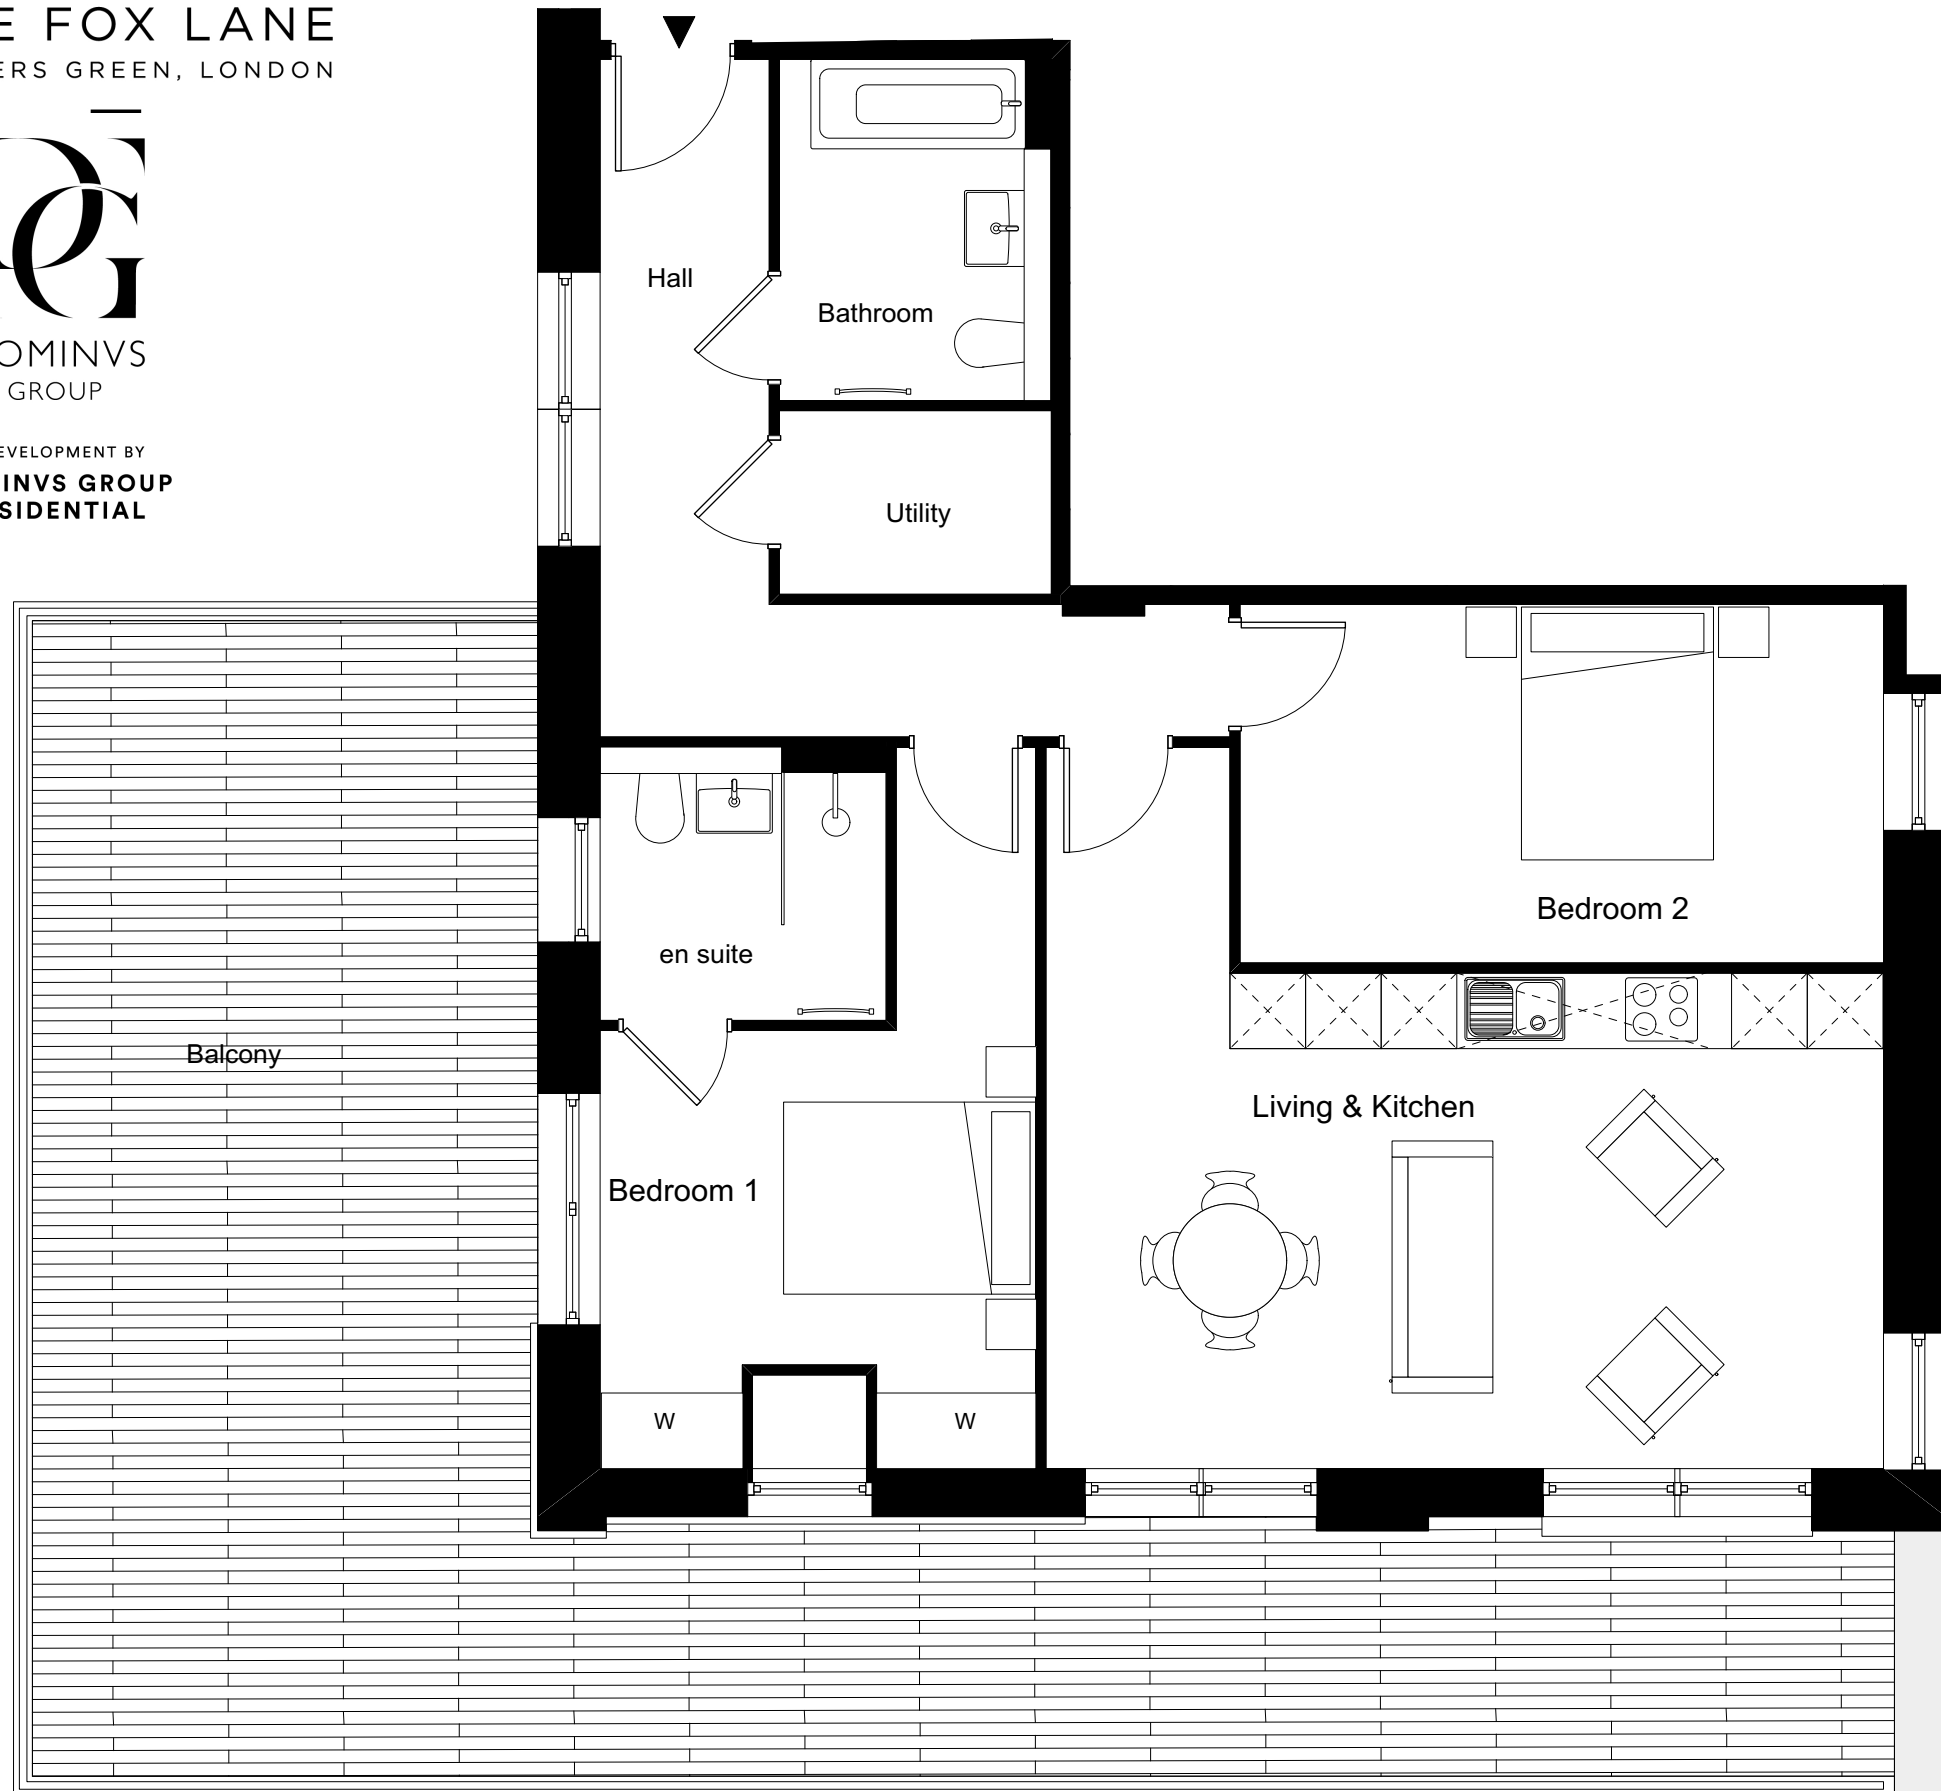 E FOX LANE
ERS GREEN, LONDON
DG
OMINVS
GROUP
EVELOPMENT BY
INVS GROUP
SIDENTIAL
Hall
Bathroom
Utility
Bedroom 2
en suite
Balcony
Living & Kitchen
Bedroom 1
W
W